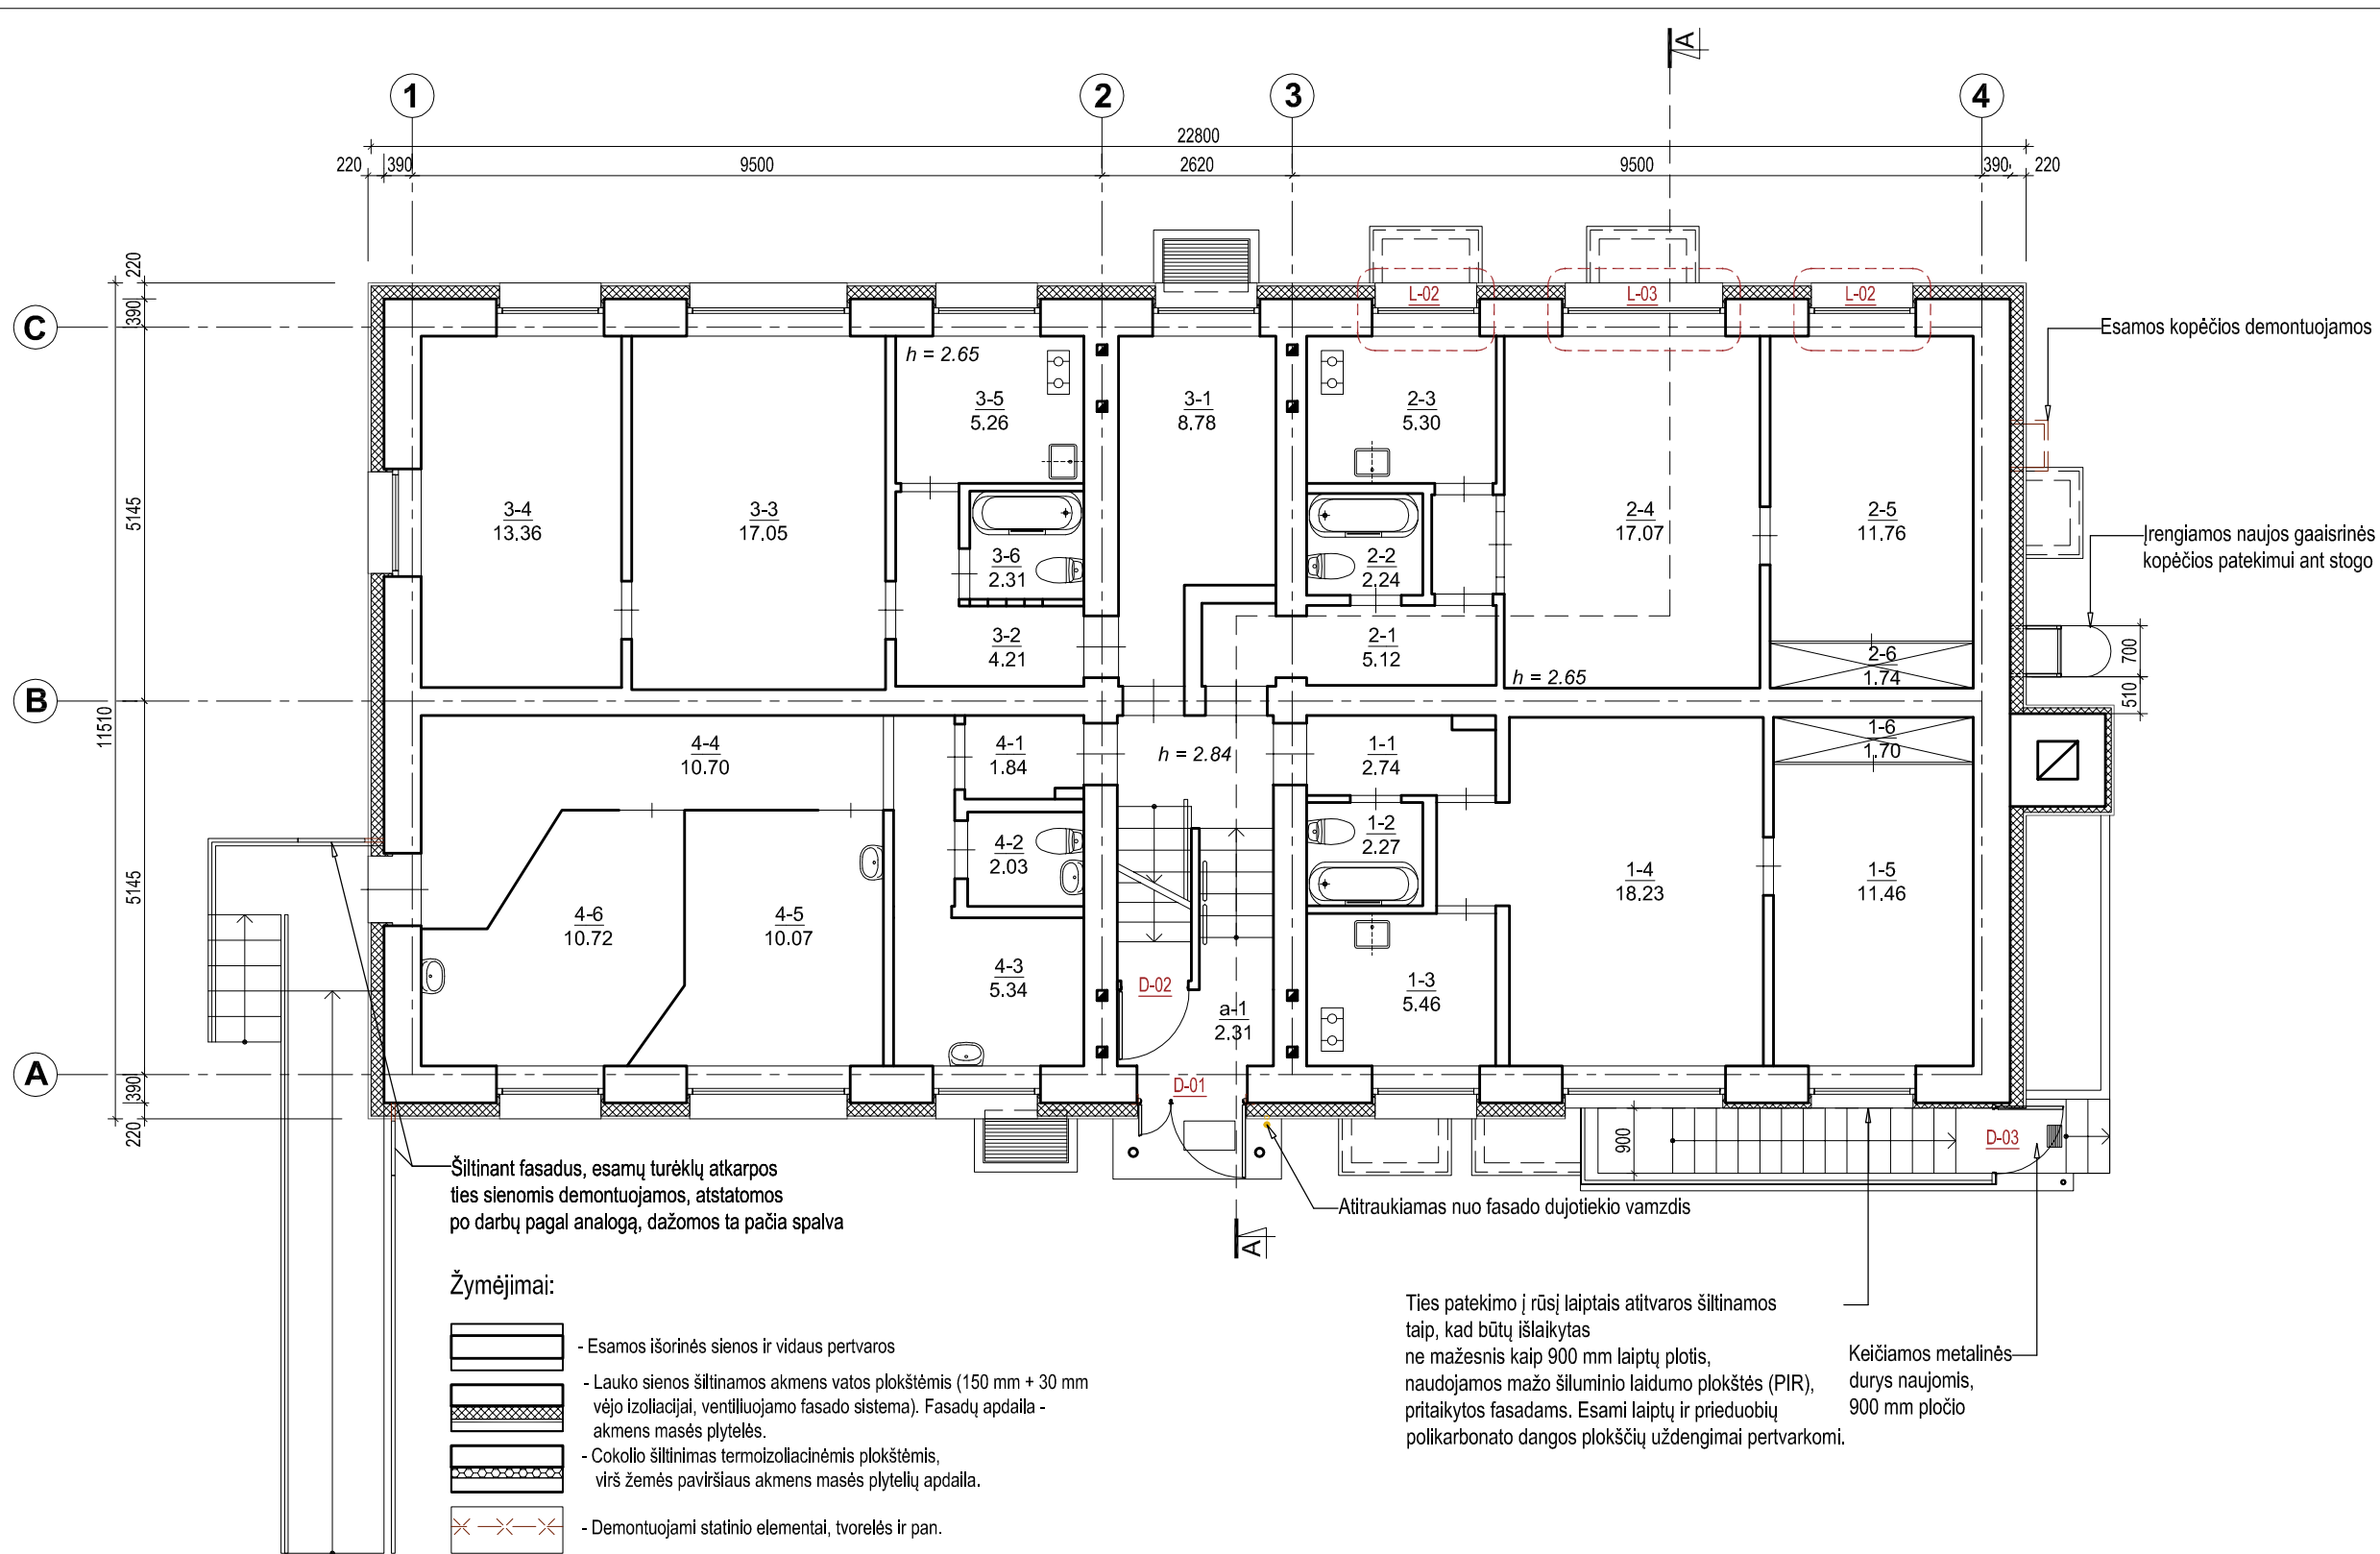 A
1
2
3
4
22800
220
390
9500
2620
9500
390
220
220
390
C
L-02
L-03
L-02
Esamos kopėčios demontuojamos
h = 2.65
3-5
5.26
3-1
8.78
2-3
5.30
5145
3-4
13.36
3-3
17.05
2-4
17.07
2-5
11.76
Įrengiamos naujos gaaisrinės
kopėčios patekimui ant stogo
3-6
2.31
2-2
2.24
3-2
4.21
2-1
5.12
h = 2.65
2-6
1.74
700
510
B
11510
4-4
10.70
4-1
1.84
h = 2.84
1-1
2.74
1-6
1.70
4-2
2.03
1-2
2.27
5145
1-4
18.23
1-5
11.46
4-6
10.72
4-5
10.07
4-3
5.34
D-02
a-1
2.31
1-3
5.46
A
390
220
D-01
900
D-03
Šiltinant fasadus, esamų turėklų atkarpos
ties sienomis demontuojamos, atstatomos
po darbų pagal analogą, dažomos ta pačia spalva
Atitraukiamas nuo fasado dujotiekio vamzdis
A
Žymėjimai:
- Esamos išorinės sienos ir vidaus pertvaros
- Lauko sienos šiltinamos akmens vatos plokštėmis (150 mm + 30 mm
vėjo izoliacijai, ventiliuojamo fasado sistema). Fasadų apdaila -
akmens masės plytelės.
- Cokolio šiltinimas termoizoliacinėmis plokštėmis,
virš žemės paviršiaus akmens masės plytelių apdaila.
- Demontuojami statinio elementai, tvorelės ir pan.
Ties patekimo į rūsį laiptais atitvaros šiltinamos
taip, kad būtų išlaikytas
ne mažesnis kaip 900 mm laiptų plotis,
naudojamos mažo šiluminio laidumo plokštės (PIR),
pritaikytos fasadams. Esami laiptų ir prieduobių
polikarbonato dangos plokščių uždengimai pertvarkomi.
Keičiamos metalinės
durys naujomis,
900 mm pločio